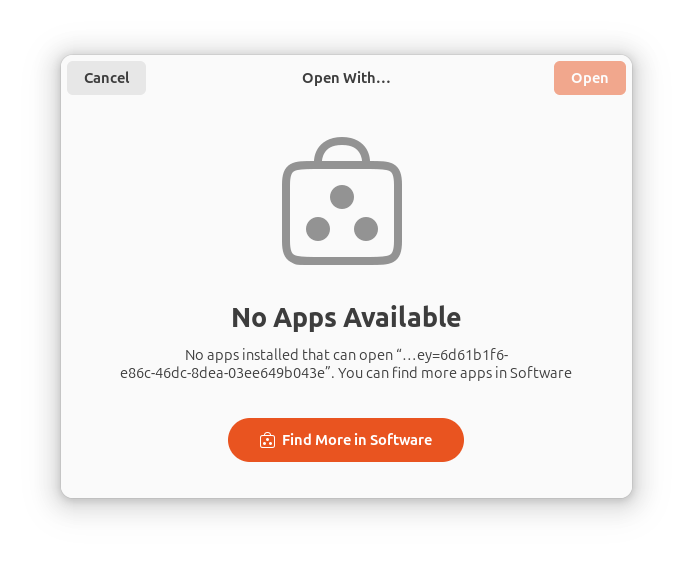 Cancel
Open With…
Open
No Apps Available
No apps installed that can open “…ey=6d61b1f6-
e86c-46dc-8dea-03ee649b043e”. You can find more apps in Software
Find More in Software